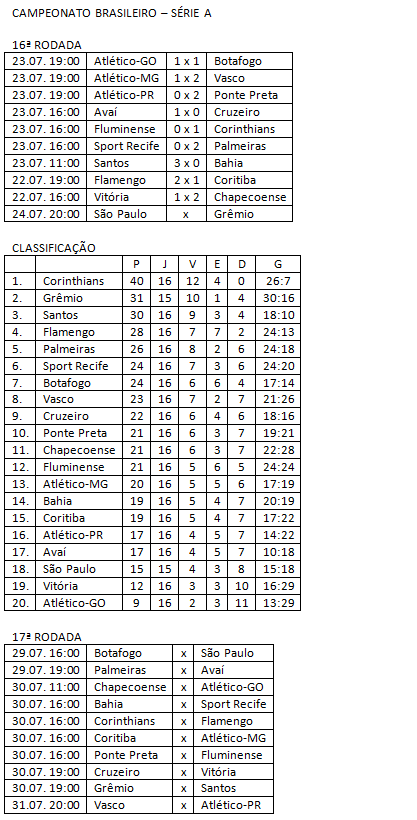 CAMPEONATO BRASILEIRO – SÉRIE A
16ª RODADA
23.07. 19:00 Atlético-GO 1 x 1 Botafogo
23.07. 19:00 Atlético-MG 1 x 2 Vasco
23.07. 19:00 Atlético-PR 0 x 2 Ponte Preta
23.07. 16:00 Avaí 1 x 0 Cruzeiro
23.07. 16:00 Fluminense 0 x 1 Corinthians
23.07. 16:00 Sport Recife 0 x 2 Palmeiras
23.07. 11:00 Santos 3 x 0 Bahia
22.07. 19:00 Flamengo 2 x 1 Coritiba
22.07. 16:00 Vitória 1 x 2 Chapecoense
24.07. 20:00 São Paulo x Grêmio
CLASSIFICAÇÃO
P J V E D G
1. Corinthians 40 16 12 4 0 26:7
2. Grêmio 31 15 10 1 4 30:16
3. Santos 30 16 9 3 4 18:10
4. Flamengo 28 16 7 7 2 24:13
5. Palmeiras 26 16 8 2 6 24:18
6. Sport Recife 24 16 7 3 6 24:20
7. Botafogo 24 16 6 6 4 17:14
8. Vasco 23 16 7 2 7 21:26
9. Cruzeiro 22 16 6 4 6 18:16
10. Ponte Preta 21 16 6 3 7 19:21
11. Chapecoense 21 16 6 3 7 22:28
12. Fluminense 21 16 5 6 5 24:24
13. Atlético-MG 20 16 5 5 6 17:19
14. Bahia 19 16 5 4 7 20:19
15. Coritiba 19 16 5 4 7 17:22
16. Atlético-PR 17 16 4 5 7 14:22
17. Avaí 17 16 4 5 7 10:18
18. São Paulo 15 15 4 3 8 15:18
19. Vitória 12 16 3 3 10 16:29
20. Atlético-GO 9 16 2 3 11 13:29
17ª RODADA
29.07. 16:00 Botafogo x São Paulo
29.07. 19:00 Palmeiras x Avaí
30.07. 11:00 Chapecoense x Atlético-GO
30.07. 16:00 Bahia x Sport Recife
30.07. 16:00 Corinthians x Flamengo
30.07. 16:00 Coritiba x Atlético-MG
30.07. 16:00 Ponte Preta x Fluminense
30.07. 19:00 Cruzeiro x Vitória
30.07. 19:00 Grêmio x Santos
31.07. 20:00 Vasco x Atlético-PR